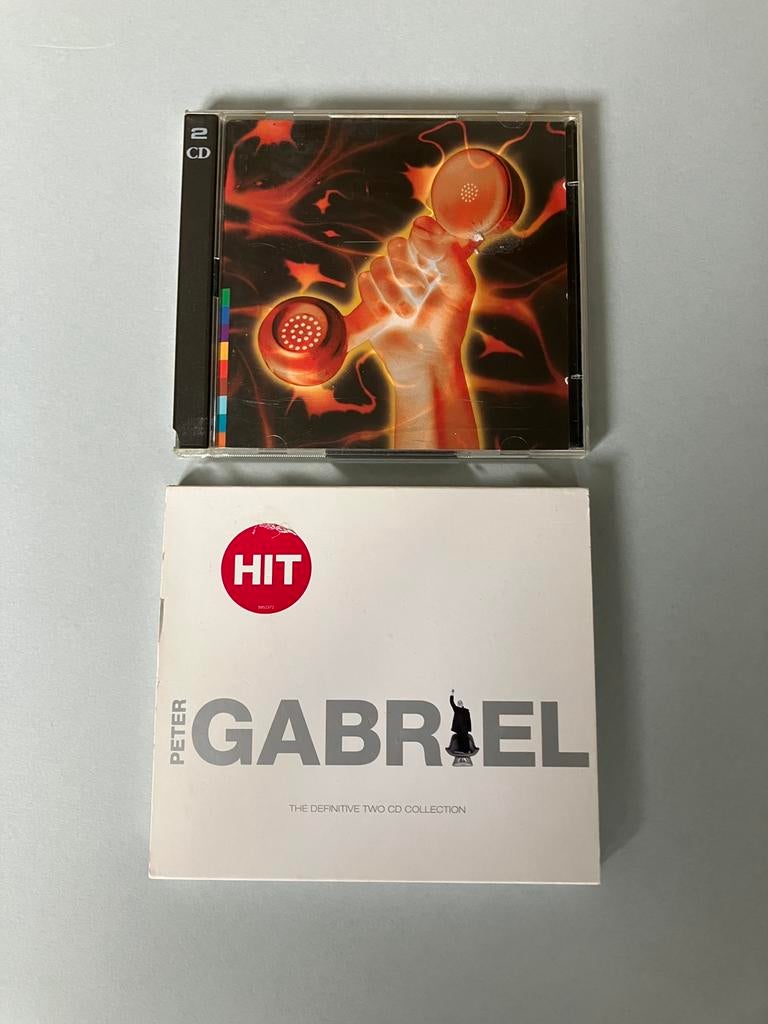 2
CD
HIT
PETER
GABRIEL
THE DEFINITIVE TWO CD COLLECTION